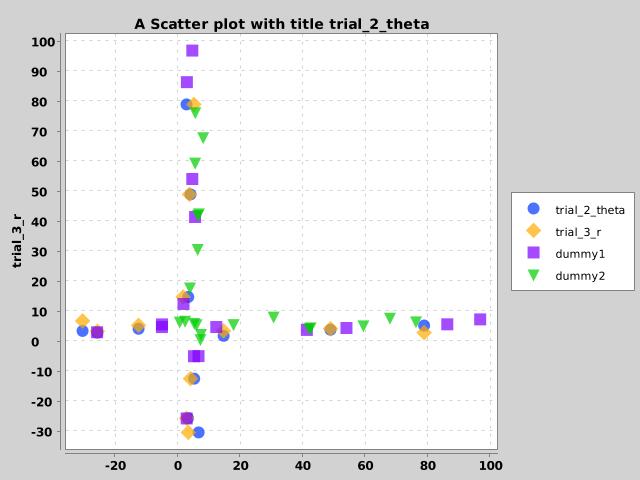 A Scatter plot with title trial_2_theta
100
90
80
70
60
50
40
30
20
10
0
-10
-20
-30
trial_3_r
-20 0 20 40 60 80 100
trial_2_theta
trial_3_r
dummy1
dummy2